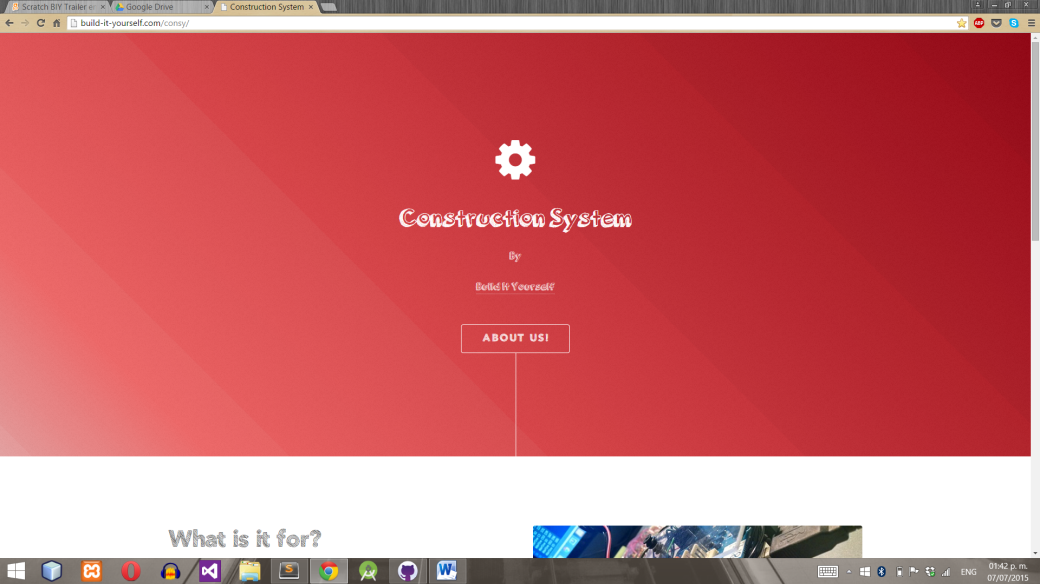 Scratch BIY Trailer e
Google Drive
Construction System
build-it-yourself.com/consy/
ABP
Construction System
By
Build It Yourself
ABOUT US!
What is it for?
ENG
01:42 p. m.
07/07/2015